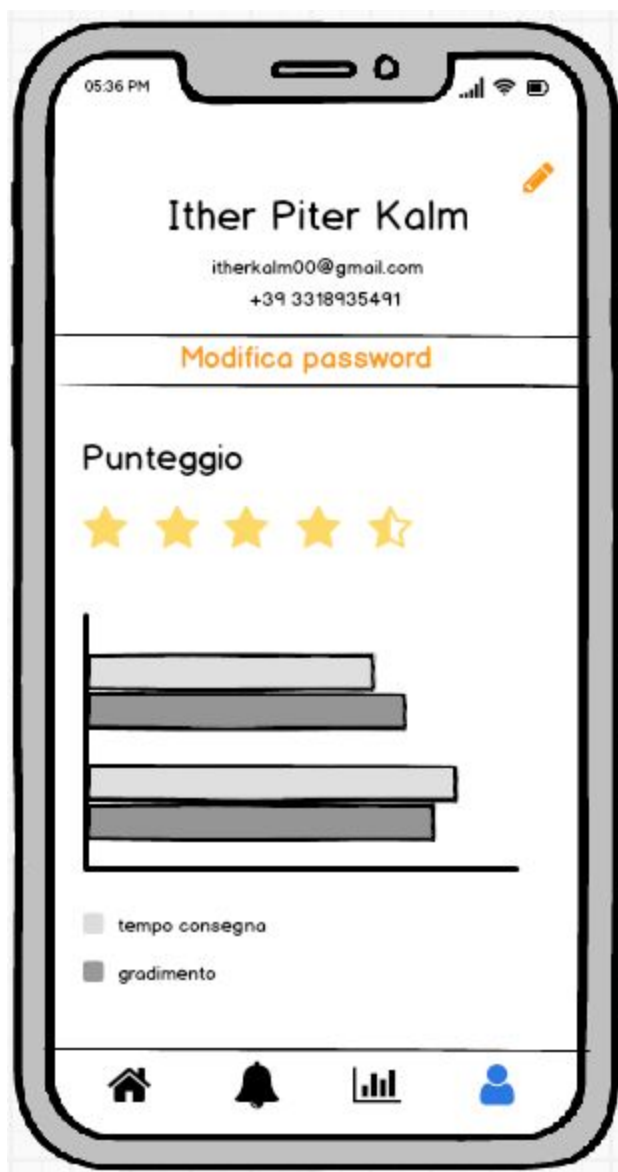 05:36 PM
Ither Piter Kalm
itherkalm00@gmail.com
+39 3318935491
Modifica password
Punteggio
tempo consegna
gradimento